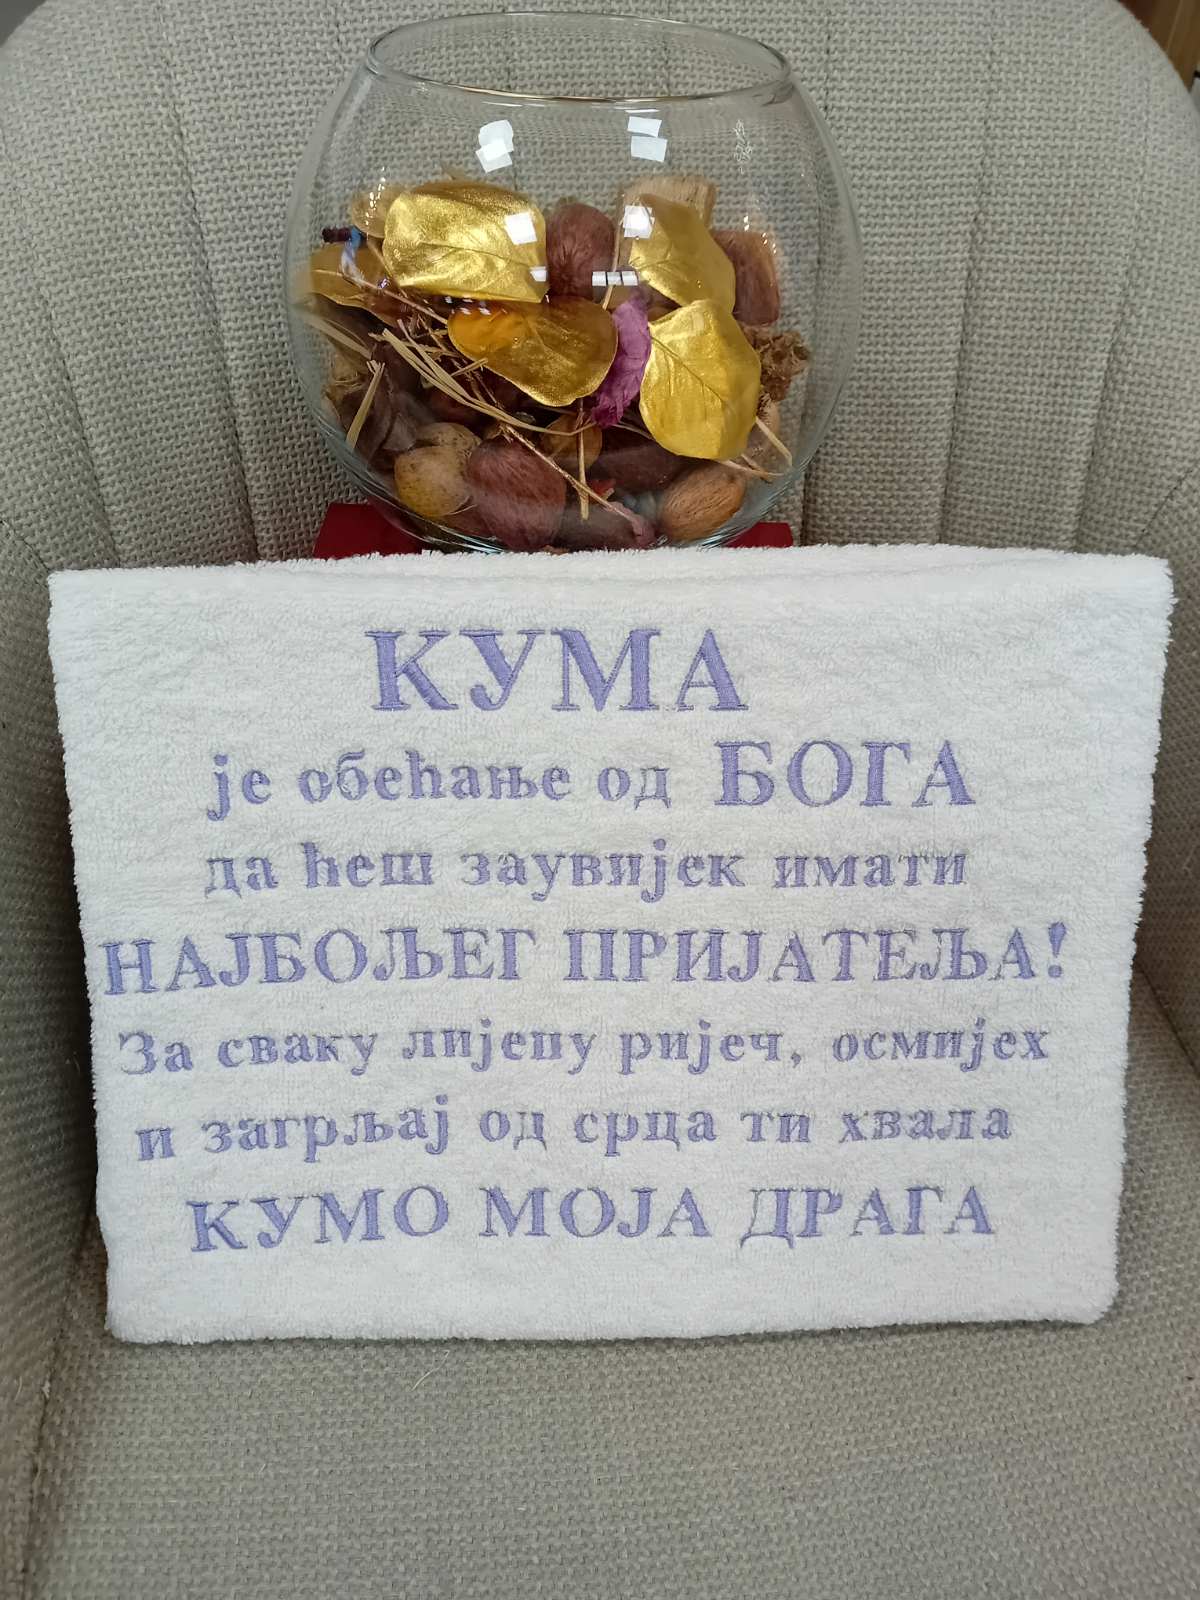 КУМА
је обећање од БОГА
да ћеш заувијек имати
НАЈБОЉЕГ ПРИЈАТЕЉА!
За сваку лијепу ријеч, осмијех
и загрљај од срца ти хвала
КУМО МОЈА ДРАГА